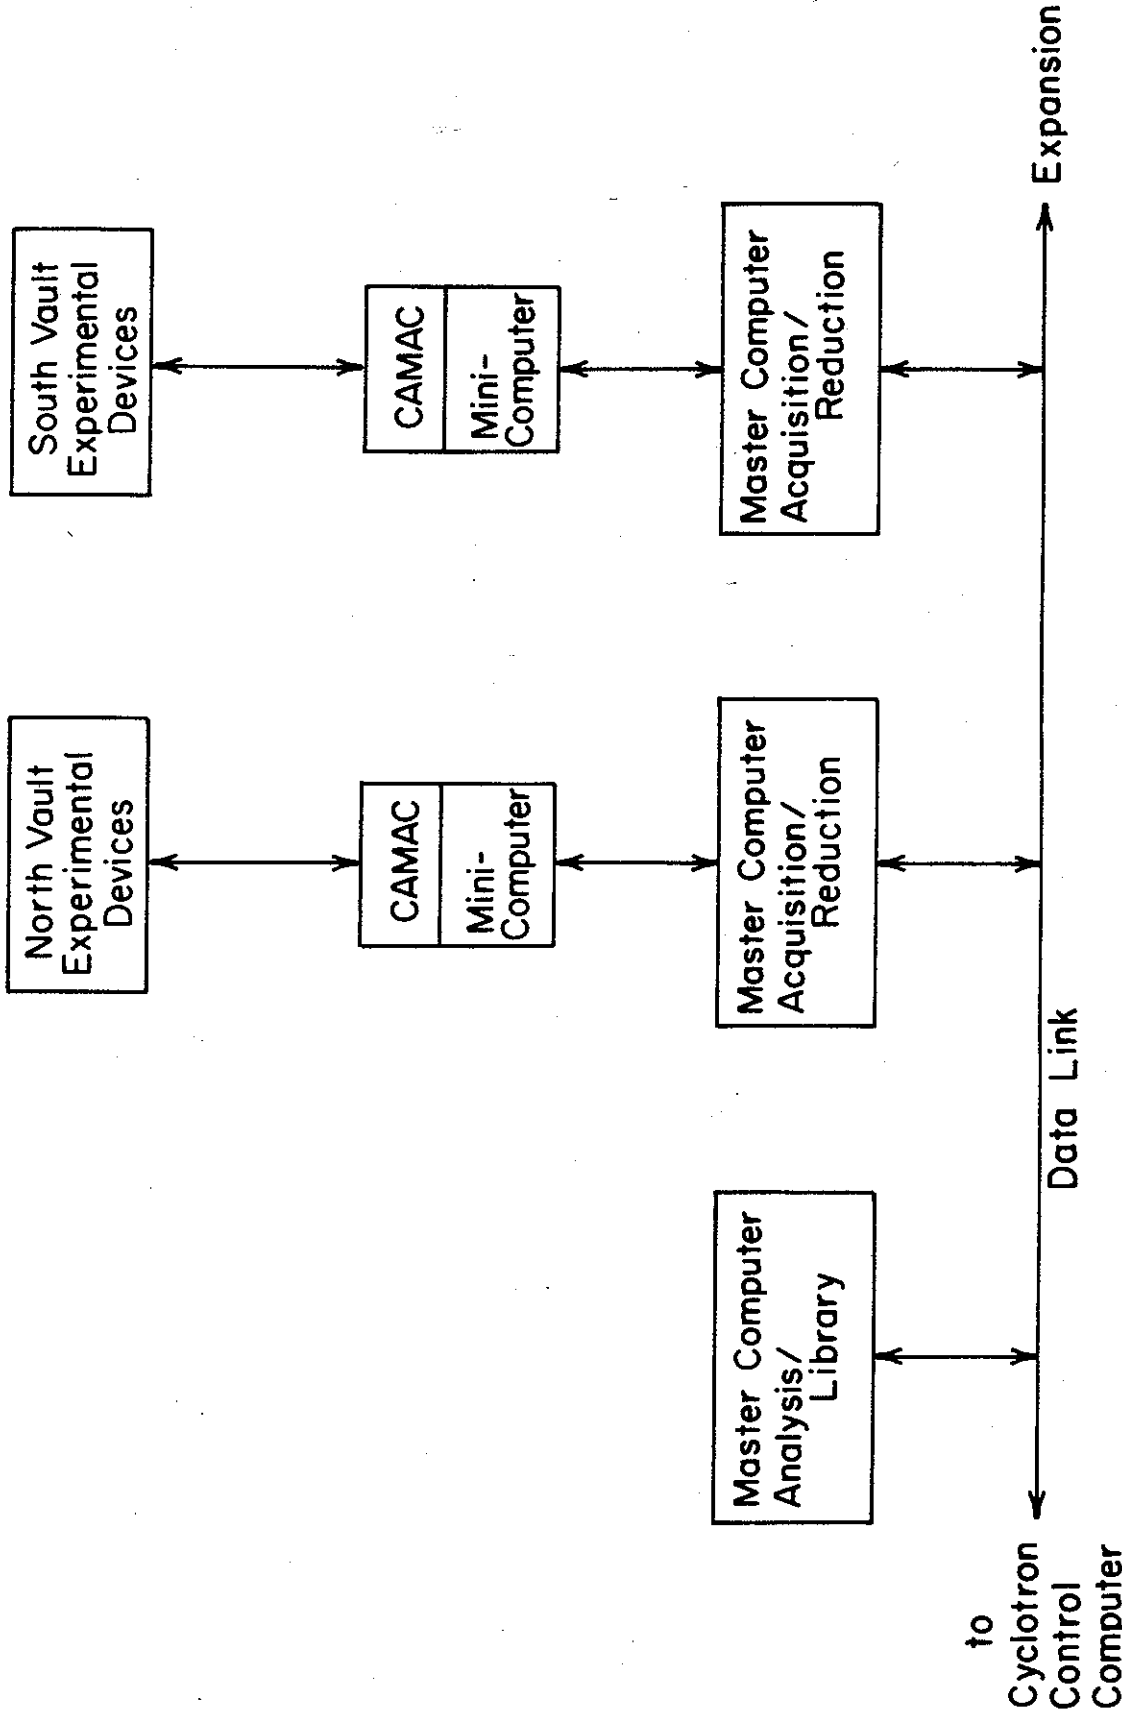 North Vault
Experimental
Devices
South Vault
Experimental
Devices
CAMAC
Mini-
Computer
CAMAC
Mini-
Computer
Master Computer
Analysis/
Library
Master Computer
Acquisition/
Reduction
Master Computer
Acquisition/
Reduction
to
Cyclotron
Control
Computer
Data Link
Expansion